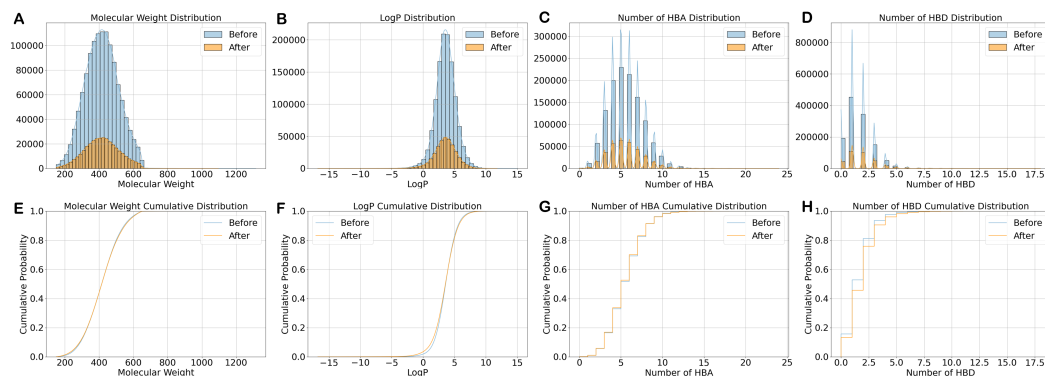 A
Molecular Weight Distribution
Before
After
100000
80000
60000
40000
20000
0
200 400 600 800 1000 1200
Molecular Weight
B
LogP Distribution
Before
After
200000
150000
100000
50000
0
−15 −10 −5 0 5 10 15
LogP
C
Number of HBA Distribution
Before
After
300000
250000
200000
150000
100000
50000
0
0 5 10 15 20 25
Number of HBA
D
Number of HBD Distribution
Before
After
800000
600000
400000
200000
0
0.0 2.5 5.0 7.5 10.0 12.5 15.0 17.5
Number of HBD
E
Molecular Weight Cumulative Distribution
Before
After
Cumulative Probability
1.0
0.8
0.6
0.4
0.2
0.0
200 400 600 800 1000 1200
Molecular Weight
F
LogP Cumulative Distribution
Before
After
Cumulative Probability
1.0
0.8
0.6
0.4
0.2
0.0
−15 −10 −5 0 5 10 15
LogP
G
Number of HBA Cumulative Distribution
Before
After
Cumulative Probability
1.0
0.8
0.6
0.4
0.2
0.0
0 5 10 15 20 25
Number of HBA
H
Number of HBD Cumulative Distribution
Before
After
Cumulative Probability
1.0
0.8
0.6
0.4
0.2
0.0
0.0 2.5 5.0 7.5 10.0 12.5 15.0 17.5
Number of HBD